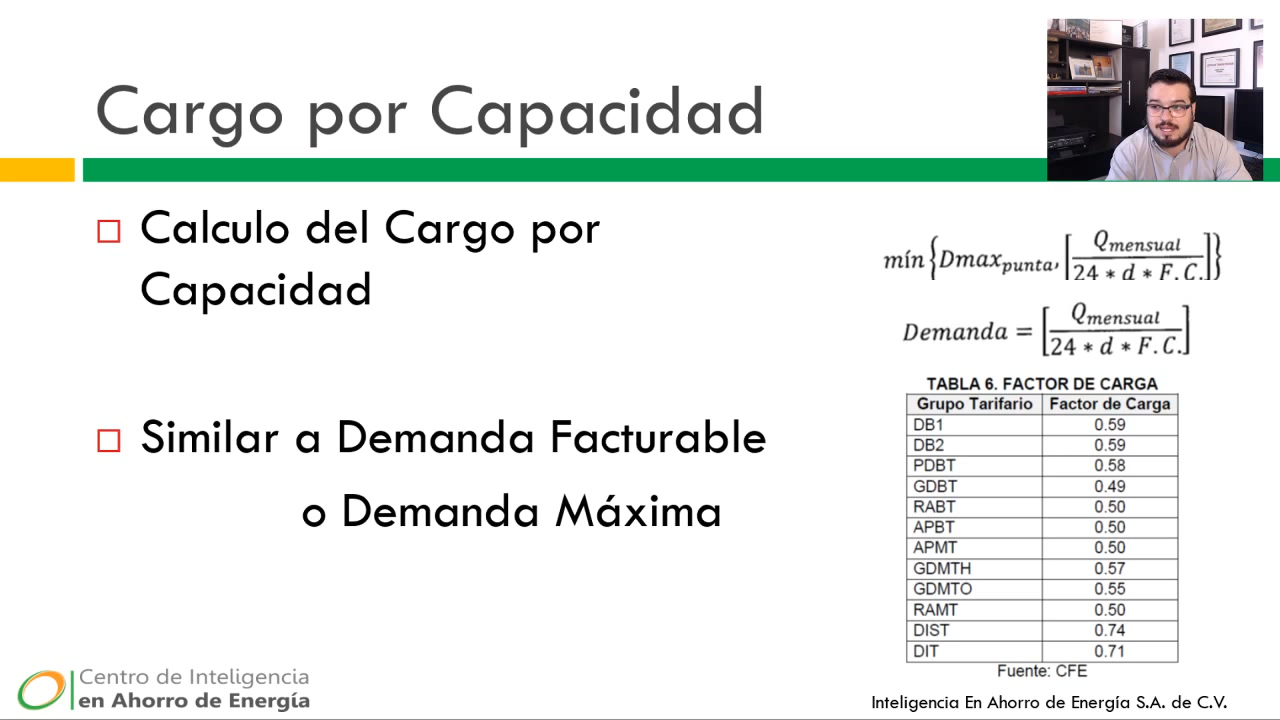 Cargo por Capacidad
Calculo del Cargo por
Capacidad
Similar a Demanda Facturable
o Demanda Máxima
mín{Dmax_punta, [Q_mensual / 24 * d * F.C.]}
Demanda = [Q_mensual / 24 * d * F.C.]
TABLA 6. FACTOR DE CARGA
Grupo Tarifario Factor de Carga
DB1 0.59
DB2 0.59
PDBT 0.58
GDBT 0.49
RABT 0.50
APBT 0.50
APMT 0.50
GDMTH 0.57
GDMTO 0.55
RAMT 0.50
DIST 0.74
DIT 0.71
Fuente: CFE
Centro de Inteligencia
en Ahorro de Energía
Inteligencia En Ahorro de Energía S.A. de C.V.